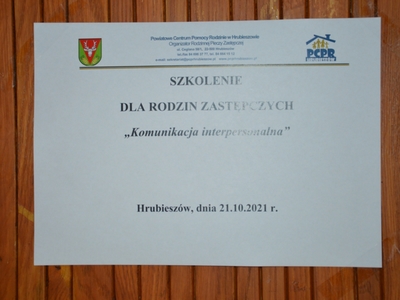 Powiatowe Centrum Pomocy Rodzinie w Hrubieszowie
Organizator Rodzinnej Pieczy Zastępczej
PCPR
SZKOLENIE
DLA RODZIN ZASTĘPCZYCH
„Komunikacja interpersonalna”
Hrubieszów, dnia 21.10.2021 r.